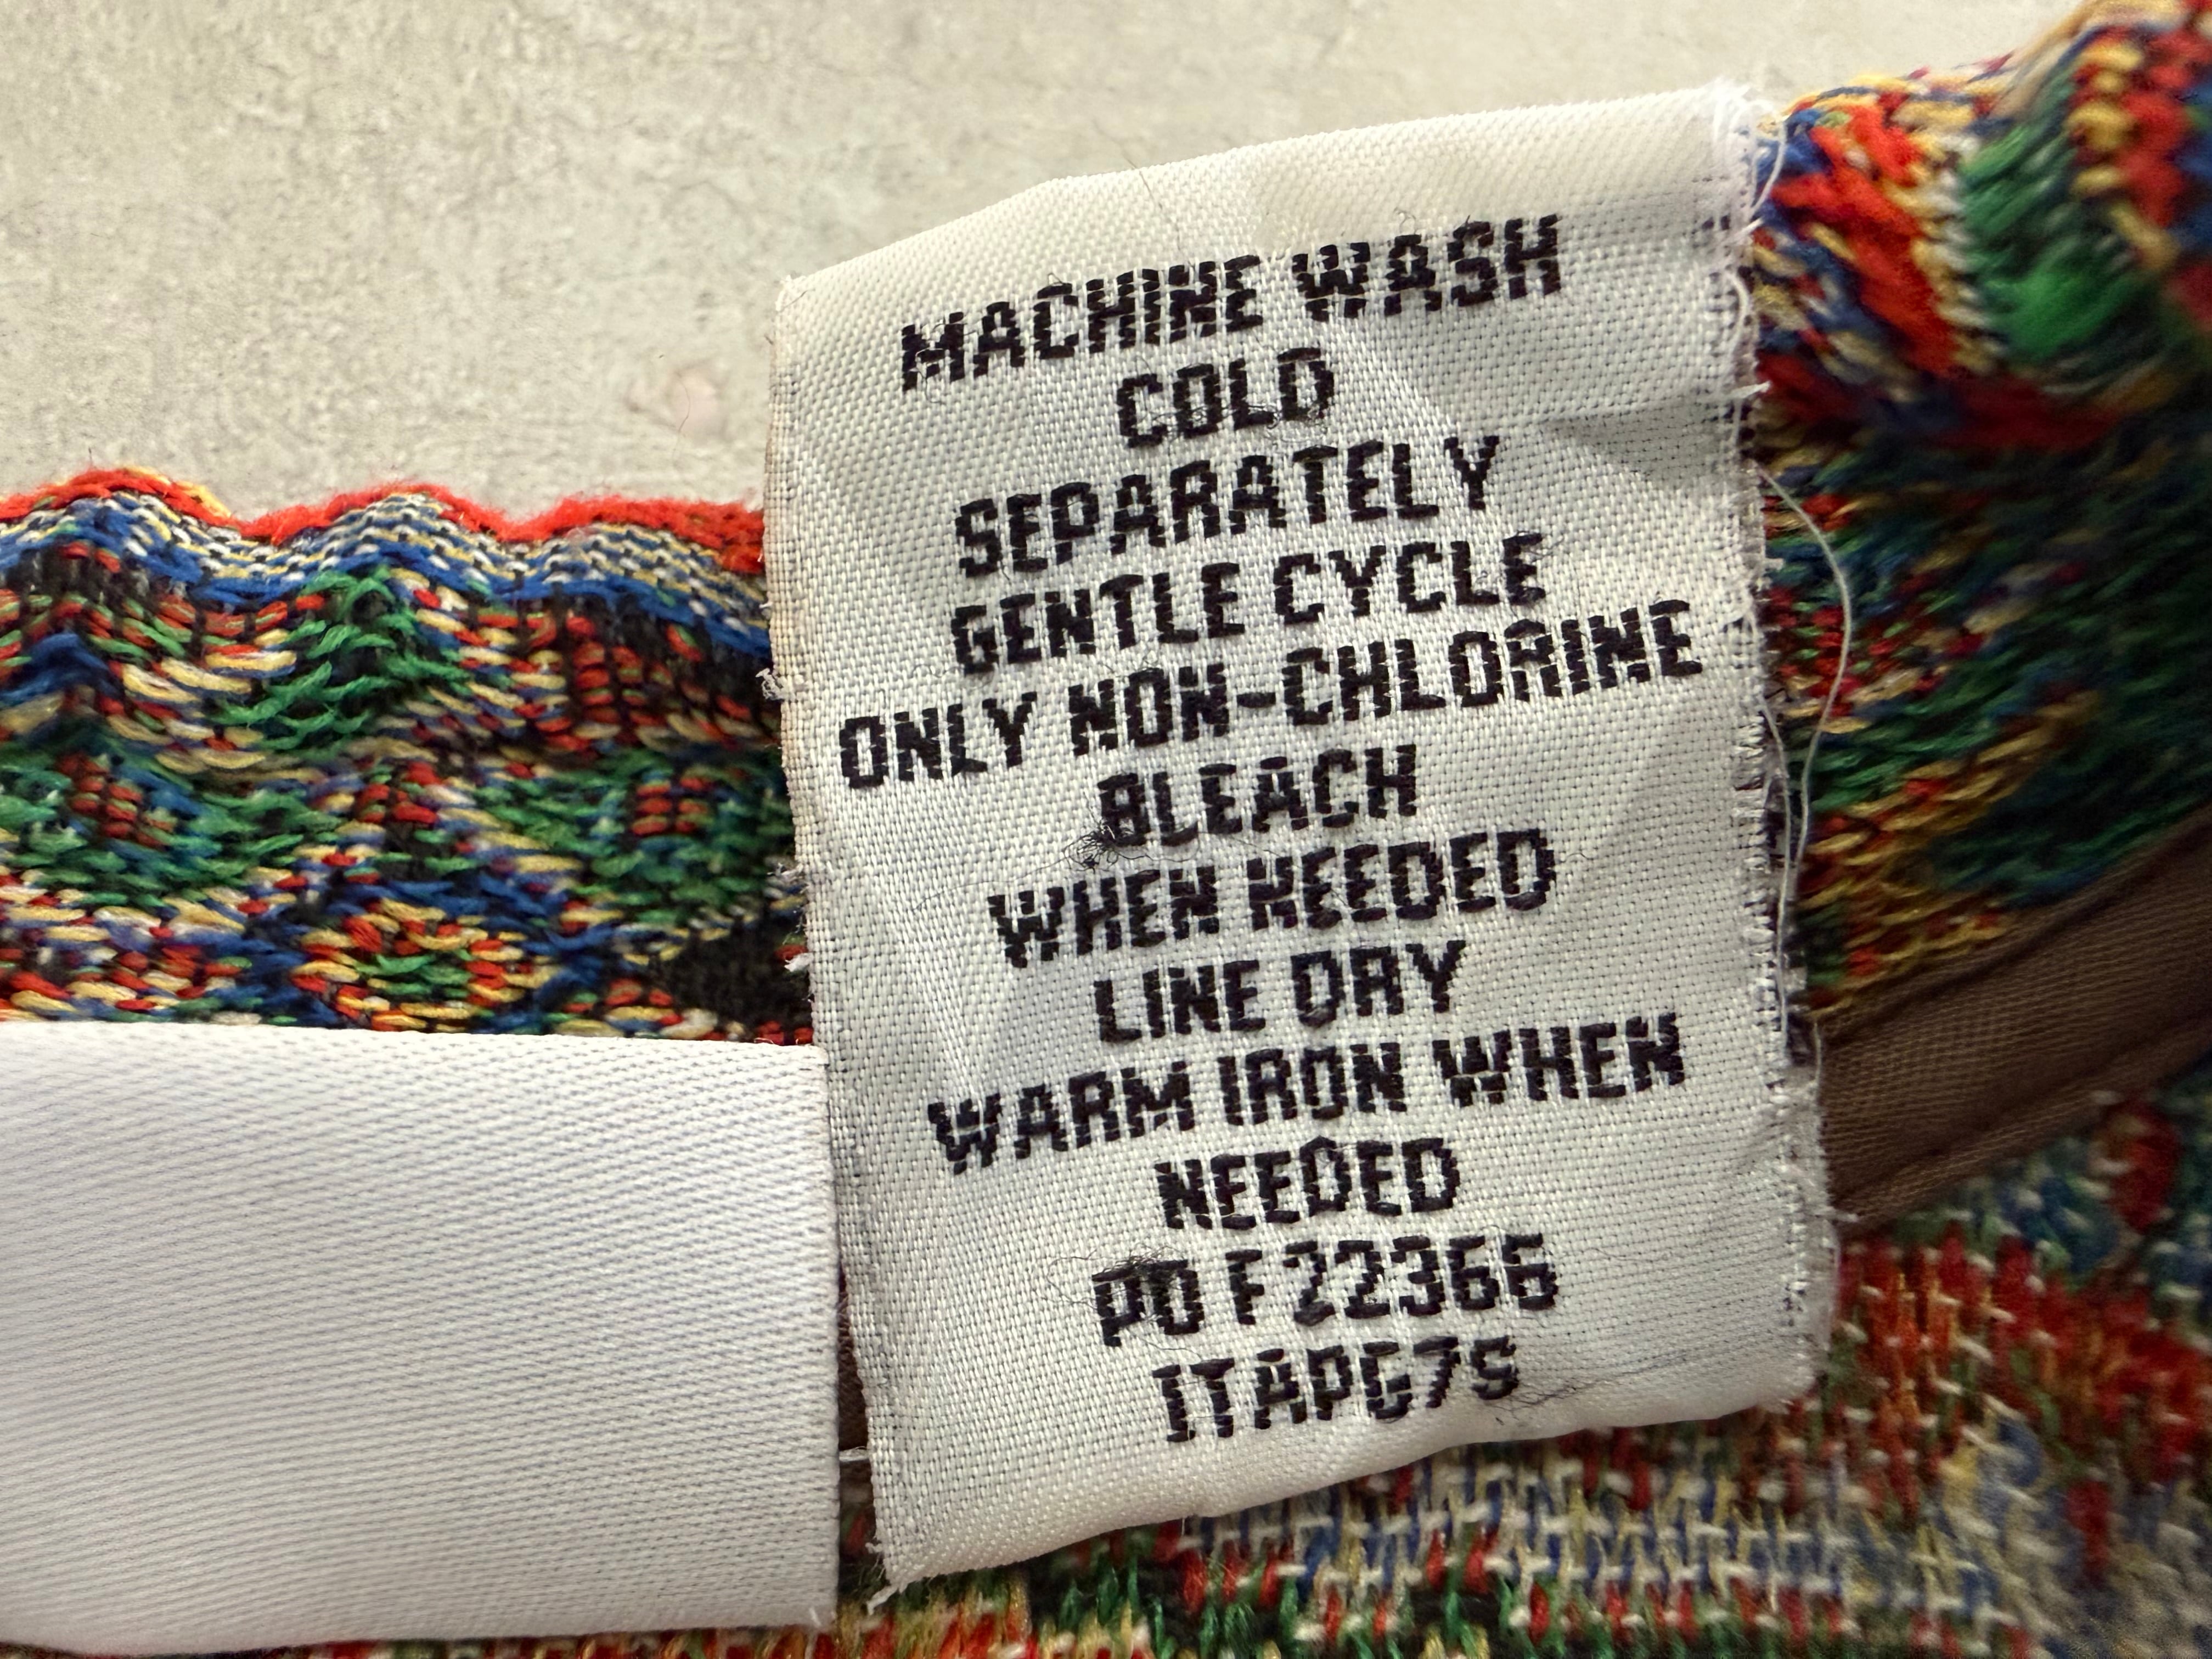 MACHINE WASH
COLD
SEPARATELY
GENTLE CYCLE
ONLY NON-CHLORINE
BLEACH
WHEN NEEDED
LINE DRY
WARM IRON WHEN
NEEDED
PO F22366
ITAPG7S